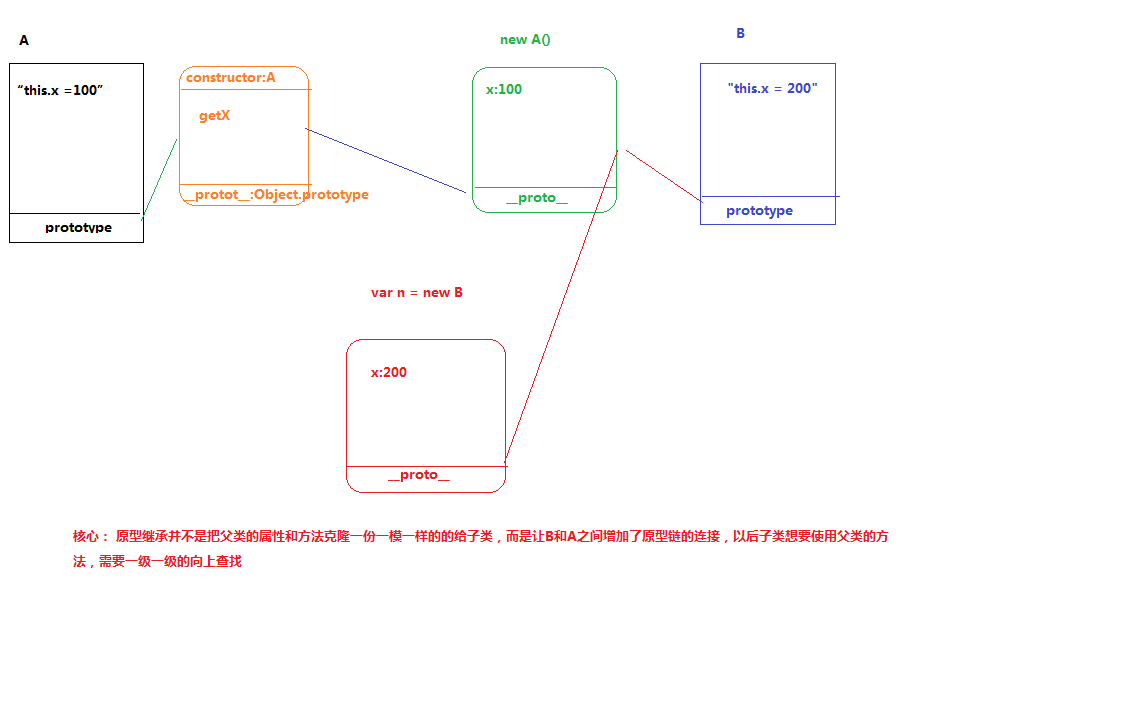 A
new A()
B
"this.x =100"
constructor:A
x:100
"this.x = 200"
getX
__protot__:Object.prototype
__proto__
prototype
prototype
var n = new B
x:200
__proto__
核心： 原型继承并不是把父类的属性和方法克隆一份一模一样的的给子类，而是让B和A之间增加了原型链的连接，以后子类想要使用父类的方
法，需要一级一级的向上查找